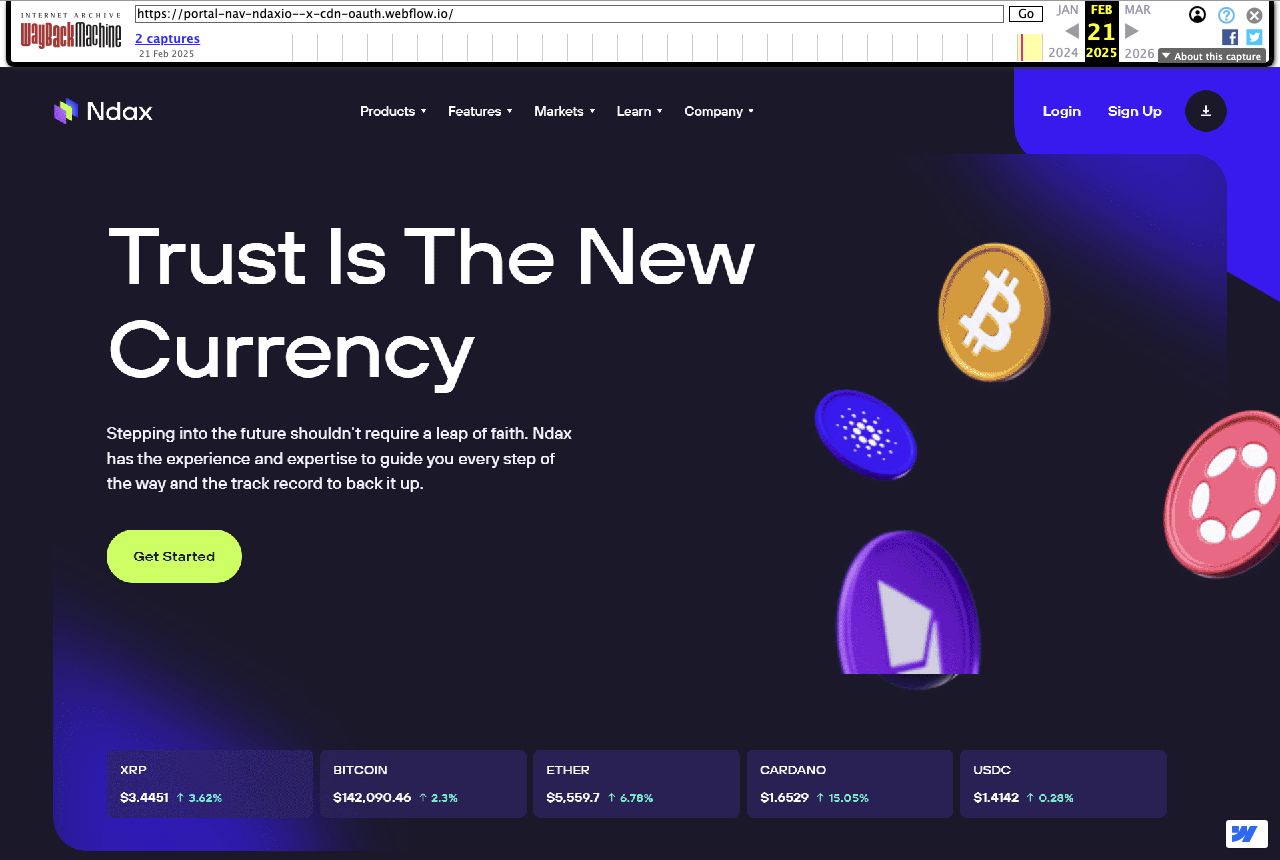 INTERNET ARCHIVE
WayBackMachine
https://portal-nav-ndaxio--x-cdn-oauth.webflow.io/
Go
2 captures
21 Feb 2025
JAN FEB MAR
21
2024 2025 2026
About this capture
Ndax
Products
Features
Markets
Learn
Company
Login
Sign Up
Trust Is The New
Currency
Stepping into the future shouldn't require a leap of faith. Ndax
has the experience and expertise to guide you every step of
the way and the track record to back it up.
Get Started
XRP
$3.4451 ↑ 3.62%
BITCOIN
$142,090.46 ↑ 2.3%
ETHER
$5,559.7 ↑ 6.78%
CARDANO
$1.6529 ↑ 15.05%
USDC
$1.4142 ↑ 0.28%